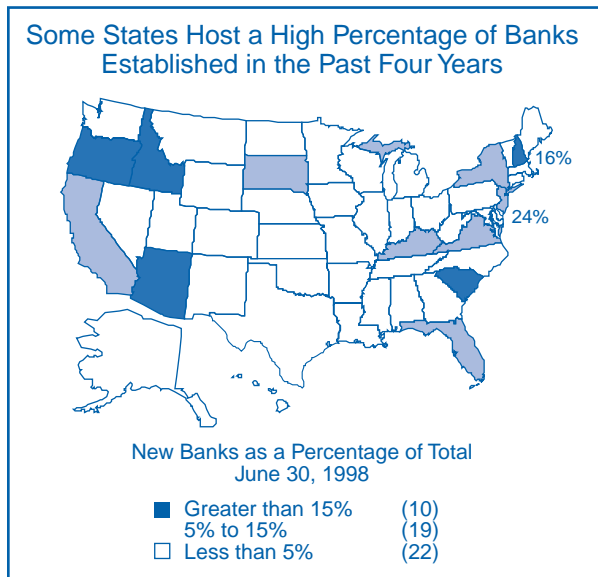 Some States Host a High Percentage of Banks
Established in the Past Four Years
16%
24%
New Banks as a Percentage of Total
June 30, 1998
Greater than 15% (10)
5% to 15% (19)
Less than 5% (22)